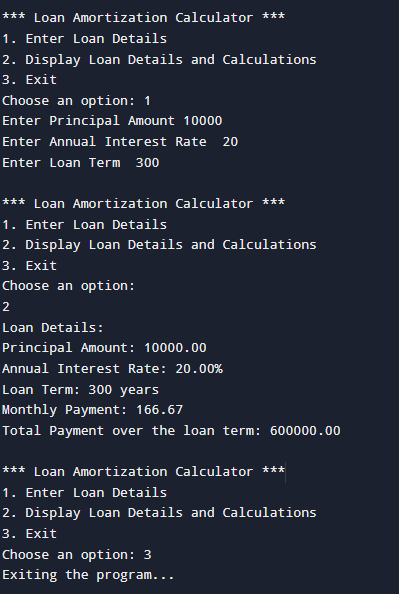 *** Loan Amortization Calculator ***
1. Enter Loan Details
2. Display Loan Details and Calculations
3. Exit
Choose an option: 1
Enter Principal Amount 10000
Enter Annual Interest Rate  20
Enter Loan Term  300

*** Loan Amortization Calculator ***
1. Enter Loan Details
2. Display Loan Details and Calculations
3. Exit
Choose an option:
2
Loan Details:
Principal Amount: 10000.00
Annual Interest Rate: 20.00%
Loan Term: 300 years
Monthly Payment: 166.67
Total Payment over the loan term: 600000.00

*** Loan Amortization Calculator ***
1. Enter Loan Details
2. Display Loan Details and Calculations
3. Exit
Choose an option: 3
Exiting the program...